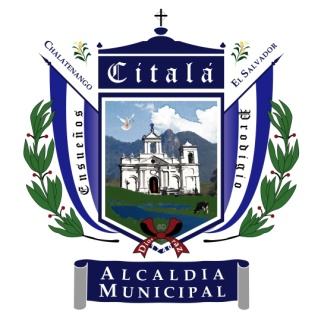 CHALATENANGO
Citalá
EL SALVADOR
Ensueños
Prodigio
ALCALDIA
MUNICIPAL